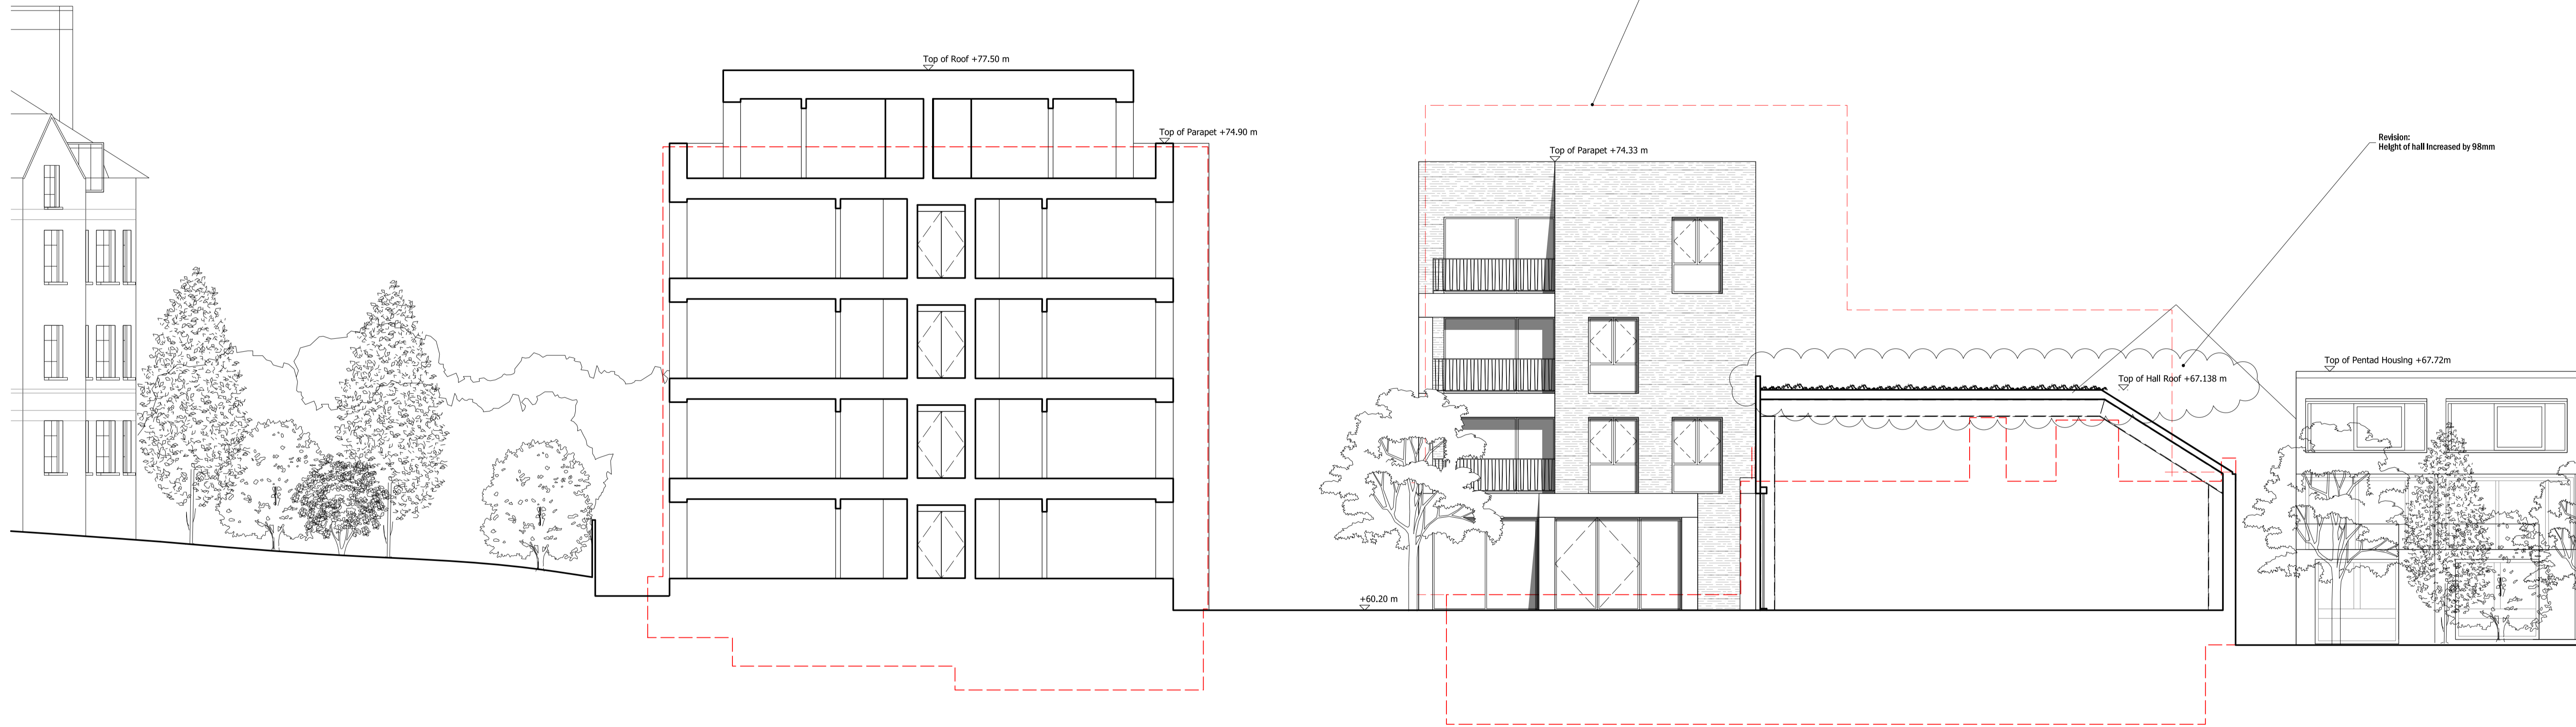 Top of Roof +77.50 m
Top of Parapet +74.90 m
Top of Parapet +74.33 m
Revision:
Height of hall Increased by 98mm
Top of Pentad Housing +67.72m
Top of Hall Roof +67.138 m
+60.20 m